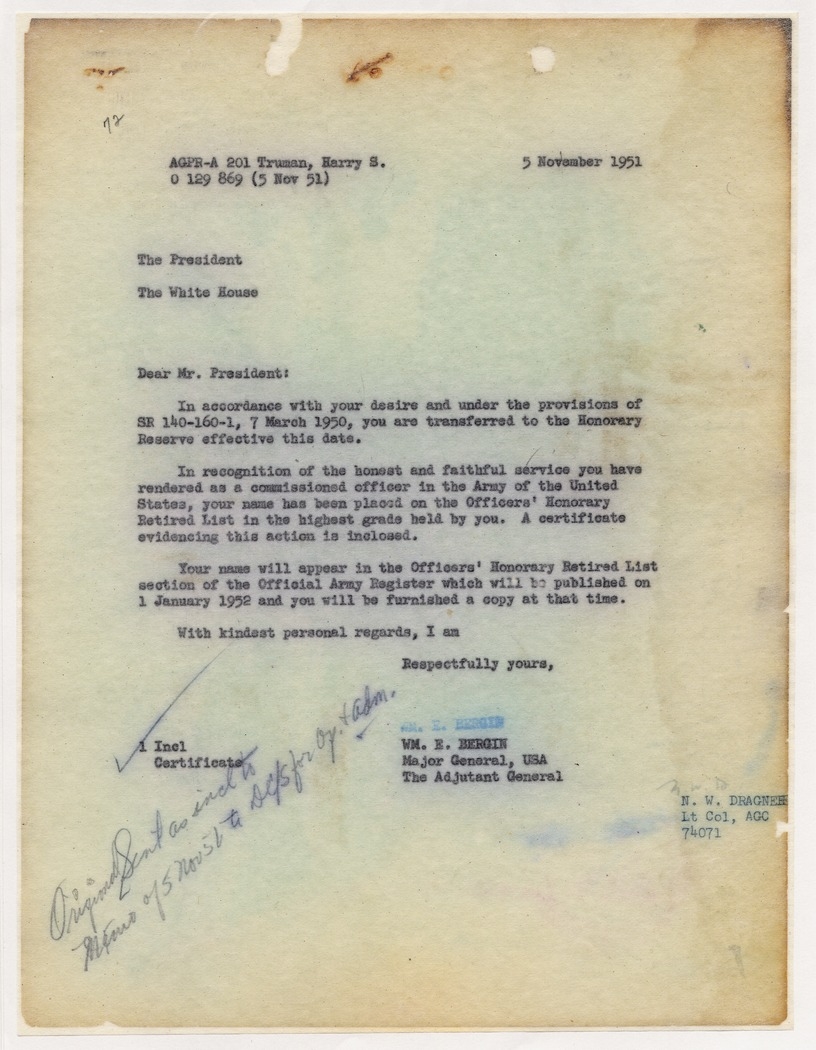 72
AGPR-A 201 Truman, Harry S.
5 November 1951
O 129 869 (5 Nov 51)
The President
The White House
Dear Mr. President:
In accordance with your desire and under the provisions of
SR 140-160-1, 7 March 1950, you are transferred to the Honorary
Reserve effective this date.
In recognition of the honest and faithful service you have
rendered as a commissioned officer in the Army of the United
States, your name has been placed on the Officers' Honorary
Retired List in the highest grade held by you. A certificate
evidencing this action is inclosed.
Your name will appear in the Officers' Honorary Retired List
section of the Official Army Register which will be published on
1 January 1952 and you will be furnished a copy at that time.
With kindest personal regards, I am
Respectfully yours,
WM. E. BERGIN
1 Incl
Certificate
WM. E. BERGIN
Major General, USA
The Adjutant General
N. W. DRAGNER
Lt Col, AGC
74071
Original Sent as incl to
Memo of 5 Nov 51 to DC/S for Op. & Adm.